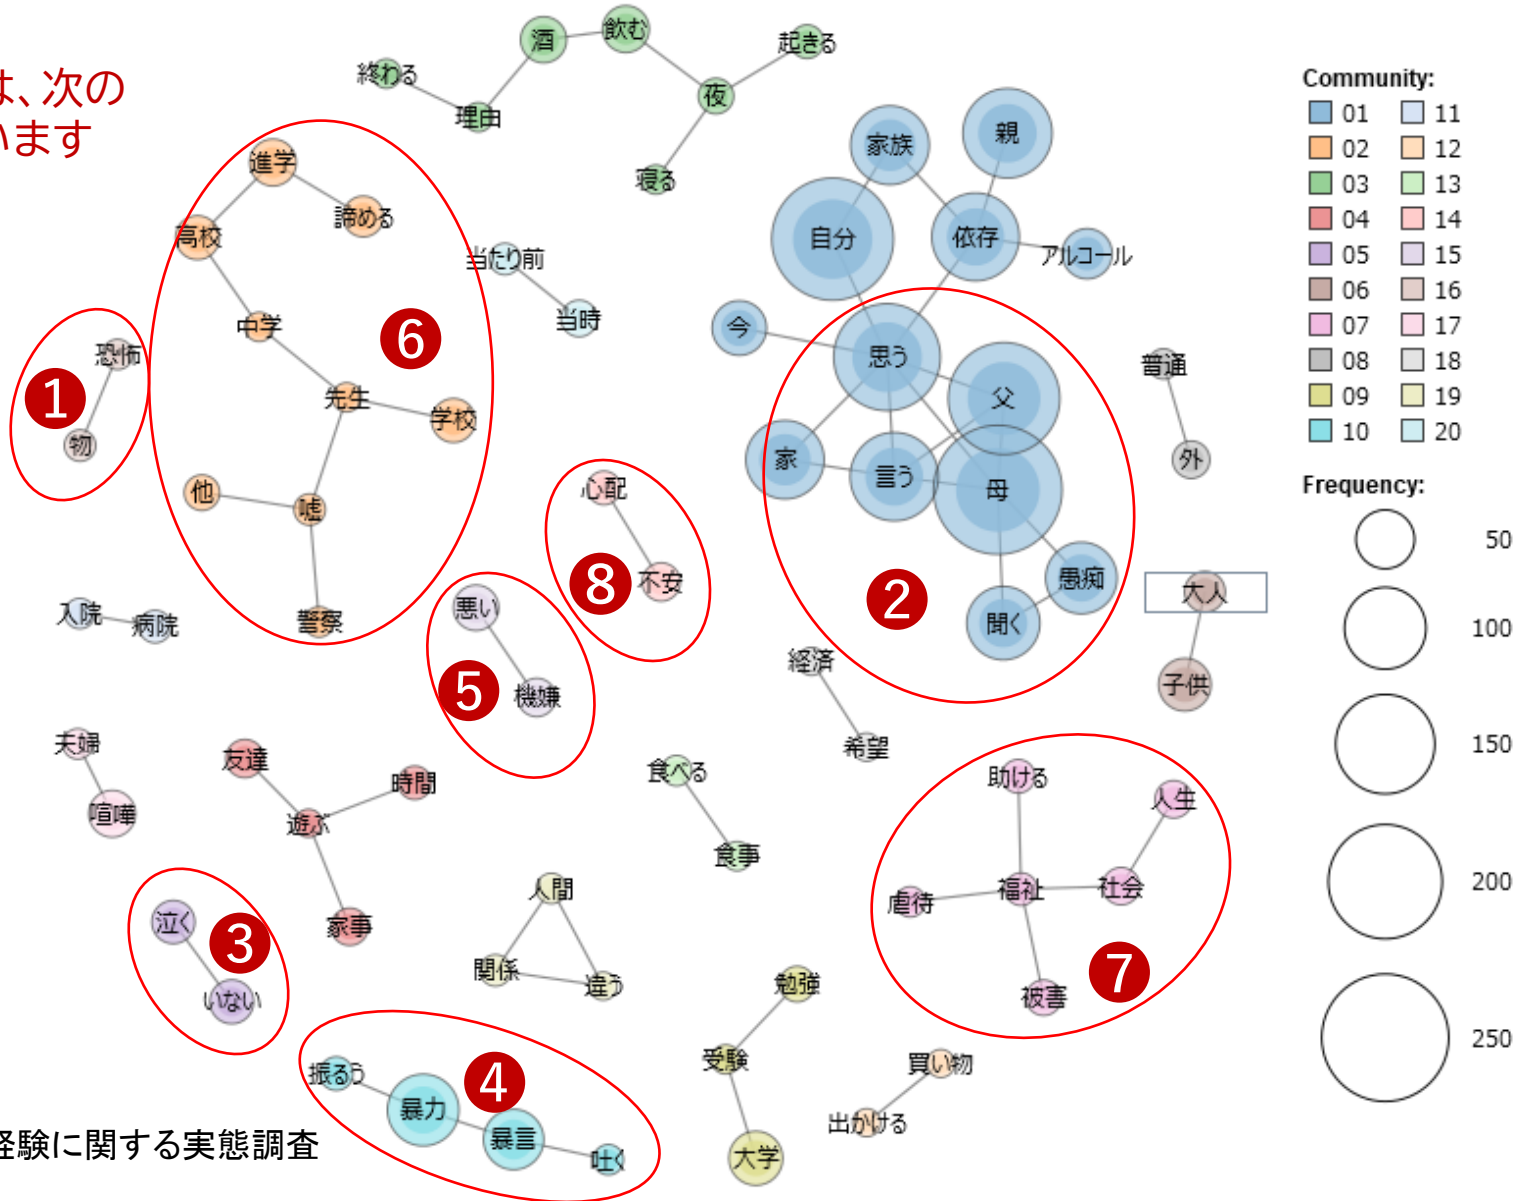 は、次の
います
酒
飲む
起きる
終わる
理由
夜
寝る
進学
諦める
高校
中学
6
先生
学校
他
嘘
警察
当たり前
当時
恐怖
1
物
家族
親
自分
依存
アルコール
今
思う
父
家
言う
母
愚痴
聞く
2
普通
外
大人
子供
心配
8
不安
悪い
5
機嫌
入院
病院
経済
希望
夫婦
喧嘩
友達
時間
遊ぶ
家事
食べる
食事
助ける
人生
虐待
福祉
社会
被害
7
泣く
3
いない
人間
関係
違う
勉強
受験
大学
買い物
出かける
振るう
4
暴力
暴言
吐く
経験に関する実態調査
Community:
01 11
02 12
03 13
04 14
05 15
06 16
07 17
08 18
09 19
10 20
Frequency:
50
100
150
200
250